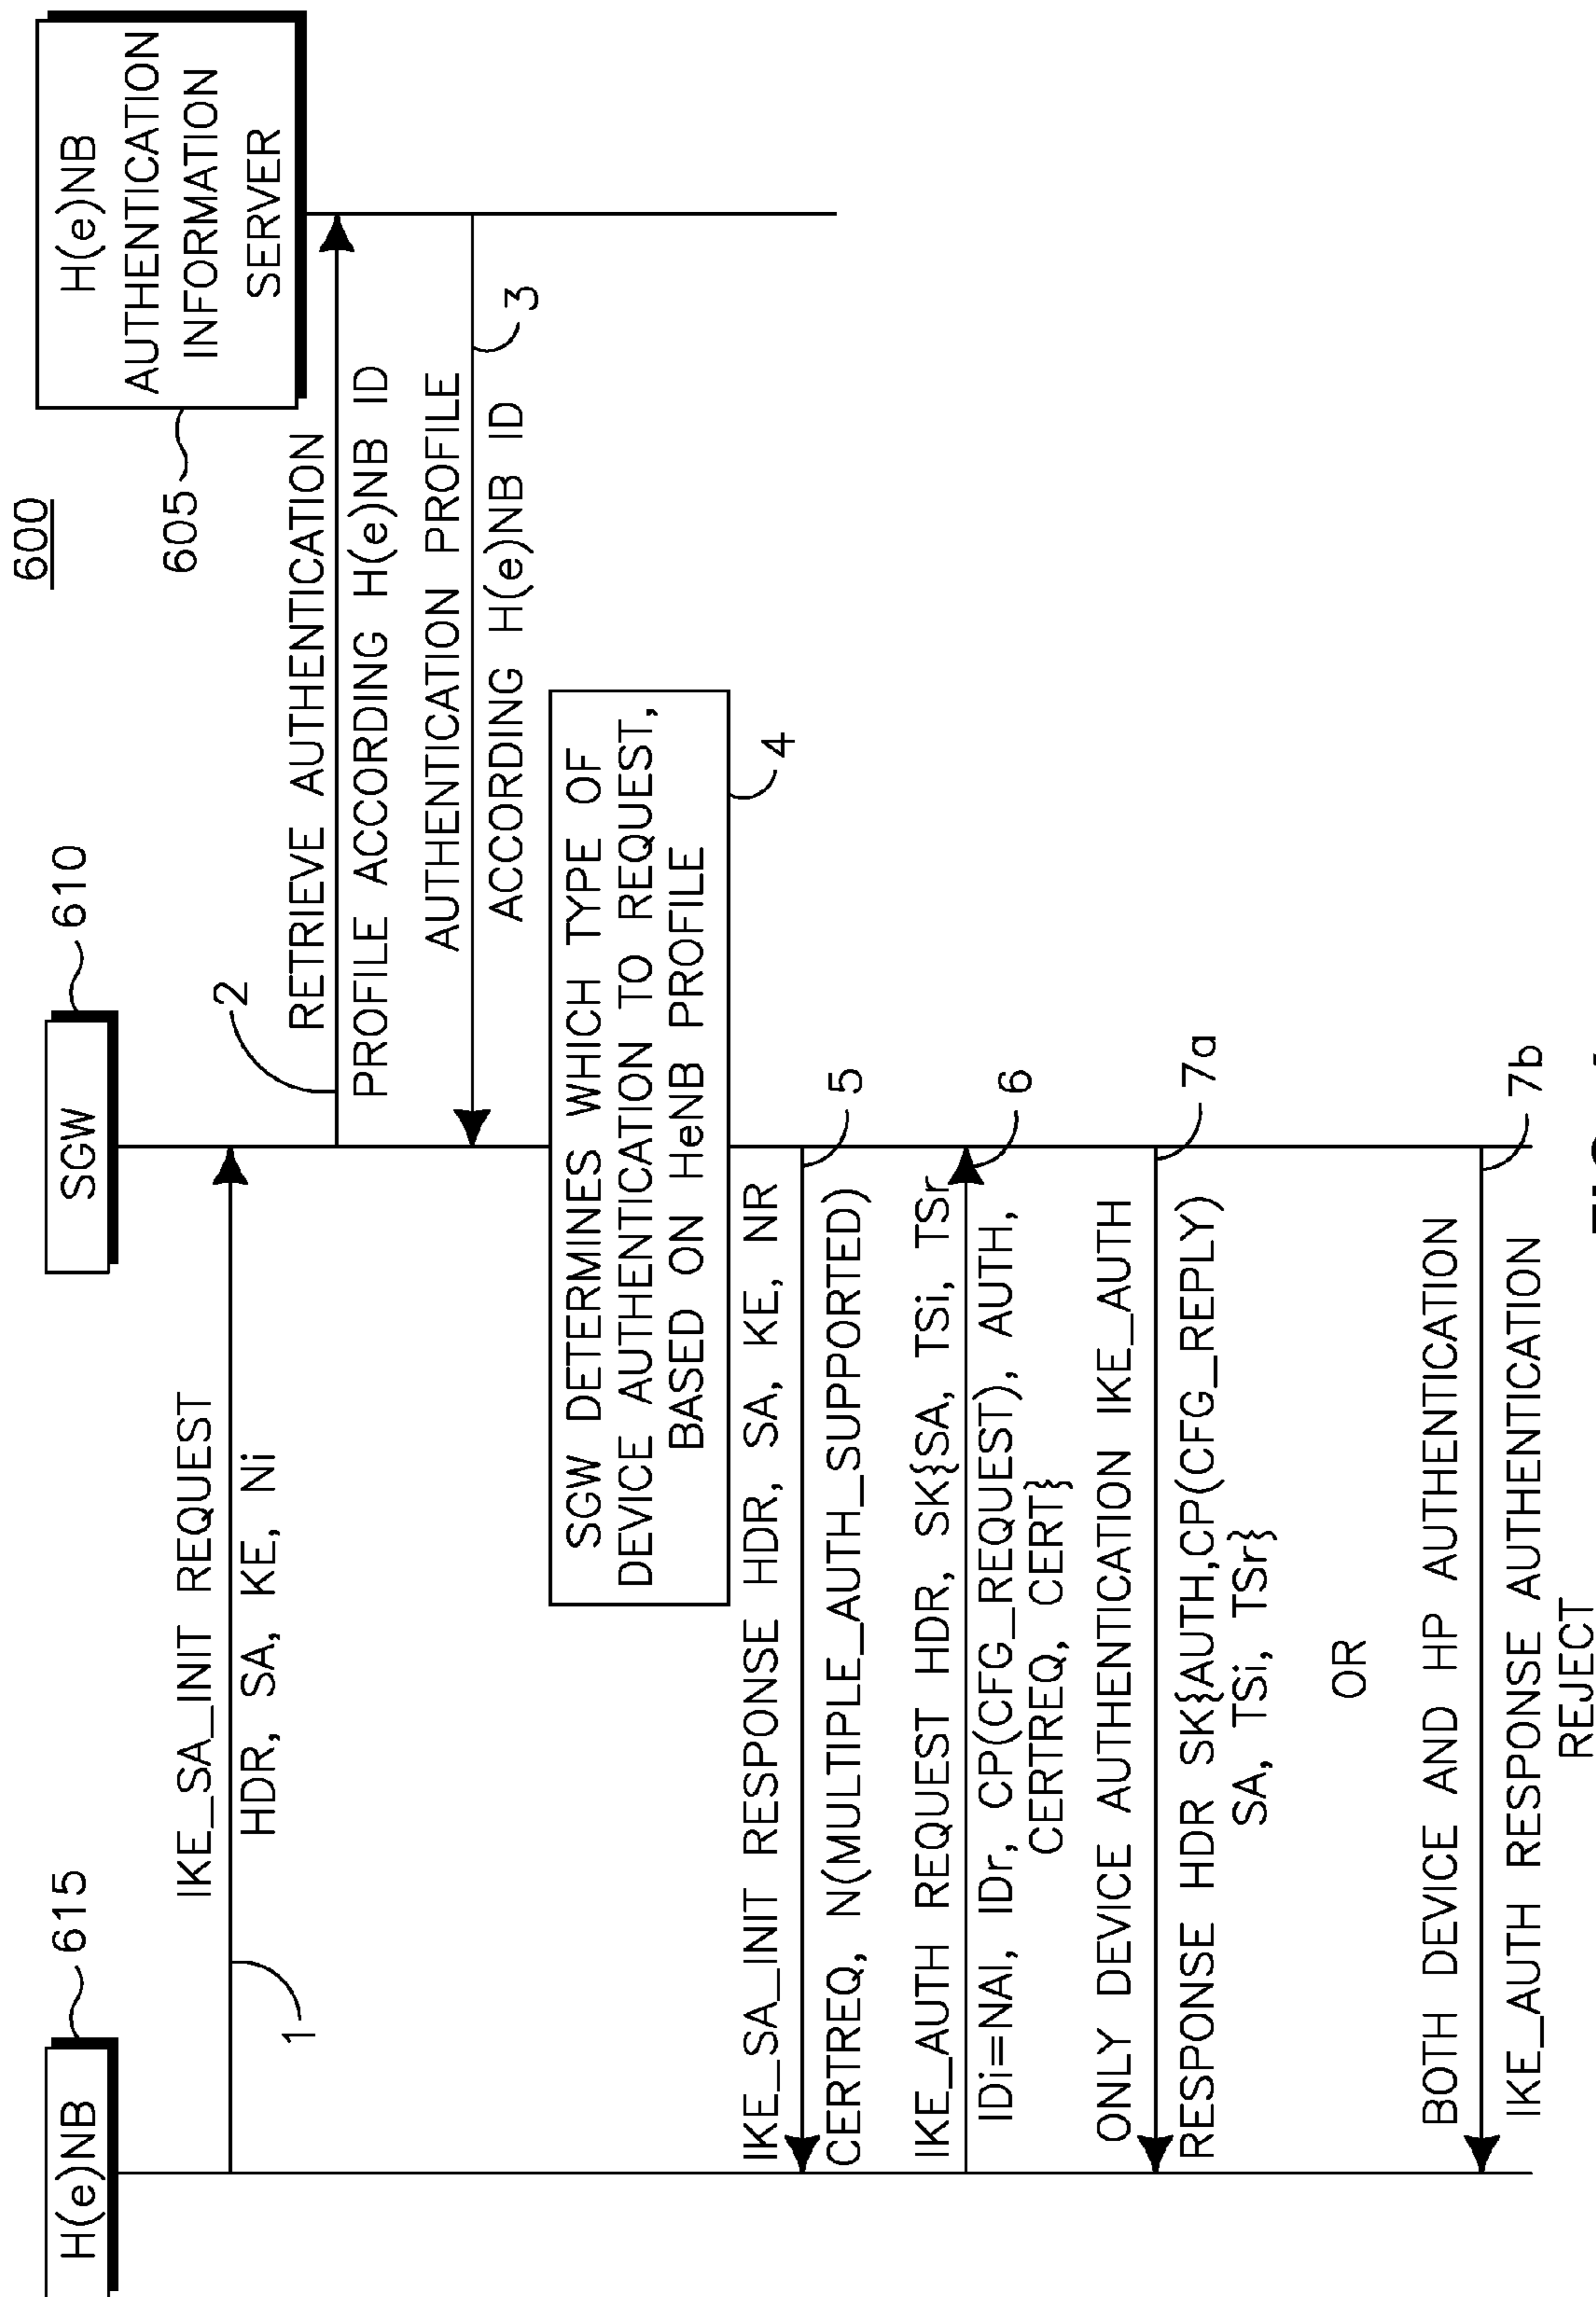 600
H(e)NB
615
SGW
610
605
H(e)NB
AUTHENTICATION
INFORMATION
SERVER
IKE_SA_INIT REQUEST
HDR, SA, KE, Ni
1
2
RETRIEVE AUTHENTICATION
PROFILE ACCORDING H(e)NB ID
AUTHENTICATION PROFILE
ACCORDING H(e)NB ID
3
SGW DETERMINES WHICH TYPE OF
DEVICE AUTHENTICATION TO REQUEST,
BASED ON HeNB PROFILE
4
IKE_SA_INIT RESPONSE HDR, SA, KE, NR
CERTREQ, N(MULTIPLE_AUTH_SUPPORTED)
5
IKE_AUTH REQUEST HDR, SK{SA, TSi, TSr
IDi=NAI, IDr, CP(CFG_REQUEST), AUTH,
CERTREQ, CERT}
6
ONLY DEVICE AUTHENTICATION IKE_AUTH
RESPONSE HDR SK{AUTH,CP(CFG_REPLY)
SA, TSi, TSr}
7a
OR
BOTH DEVICE AND HP AUTHENTICATION
IKE_AUTH RESPONSE AUTHENTICATION
REJECT
7b